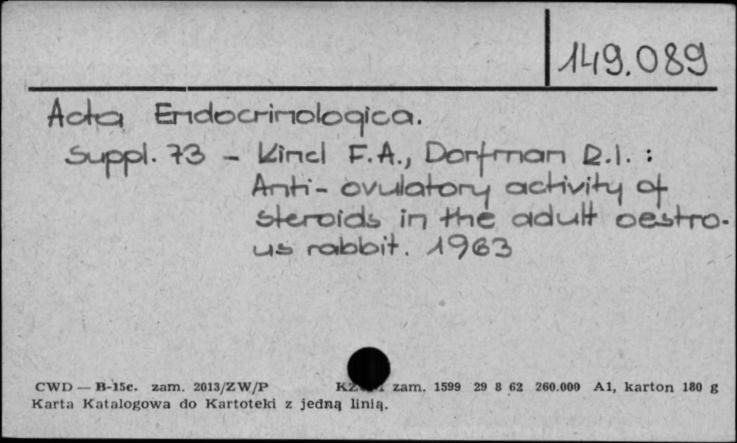 149.089
Acta Endocrinologica.
Suppl. 73 - Kincl F.A., Dorfman R.I. :
Anti-ovulatory activity of
steroids in the adult oestro-
us rabbit. 1963
CWD — B-15c. zam. 2013/ZW/P zam. 1599 29 8 62 260.000 A1, karton 180 g
Karta Katalogowa do Kartoteki z jedną linią.